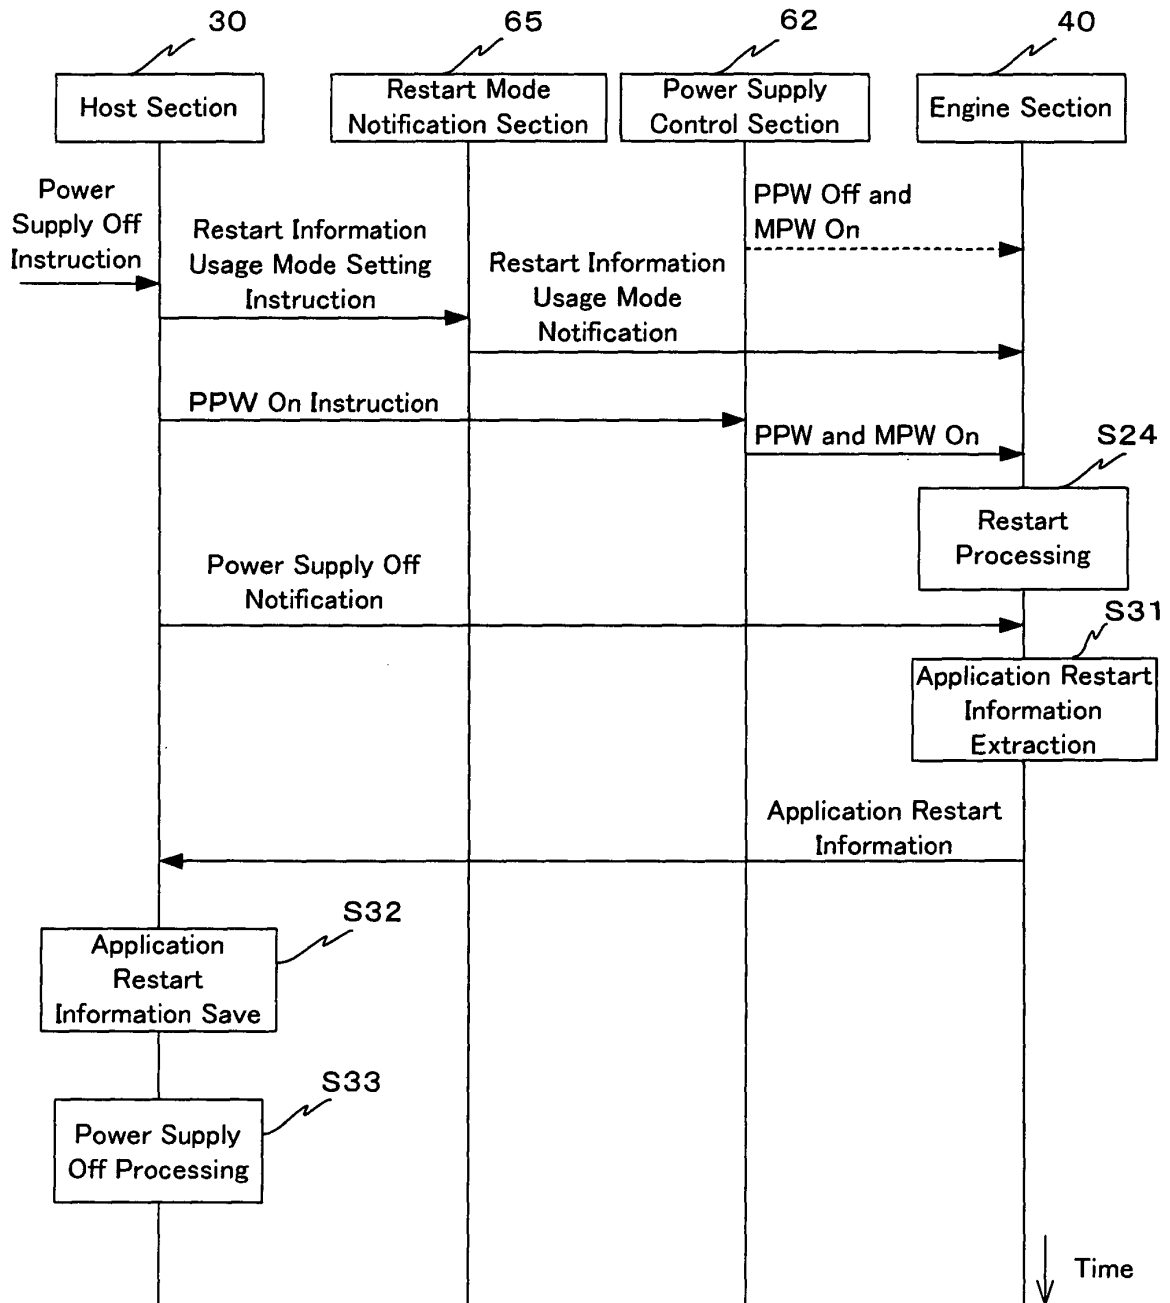 30
65
62
40
Host Section
Restart Mode
Notification Section
Power Supply
Control Section
Engine Section
Power
Supply Off
Instruction
PPW Off and
MPW On
Restart Information
Usage Mode Setting
Instruction
Restart Information
Usage Mode
Notification
PPW On Instruction
PPW and MPW On
S24
Restart
Processing
Power Supply Off
Notification
S31
Application Restart
Information
Extraction
Application Restart
Information
S32
Application
Restart
Information Save
S33
Power Supply
Off Processing
Time